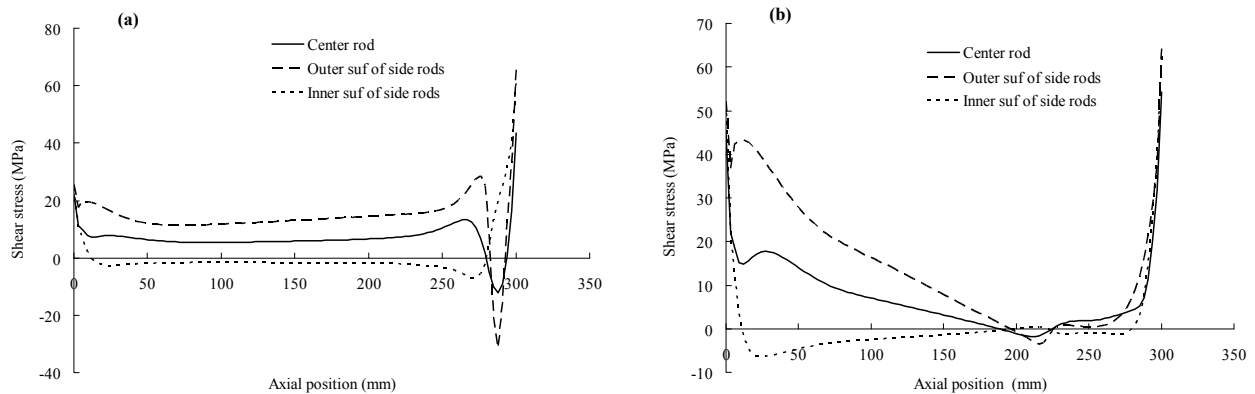 (a)
80
60
40
20
0
-20
-40
Shear stress (MPa)
0
50
100
150
200
250
300
350
Axial position (mm)
Center rod
Outer suf of side rods
Inner suf of side rods
(b)
70
60
50
40
30
20
10
0
-10
Shear stress (MPa)
0
50
100
150
200
250
300
350
Axial position (mm)
Center rod
Outer suf of side rods
Inner suf of side rods